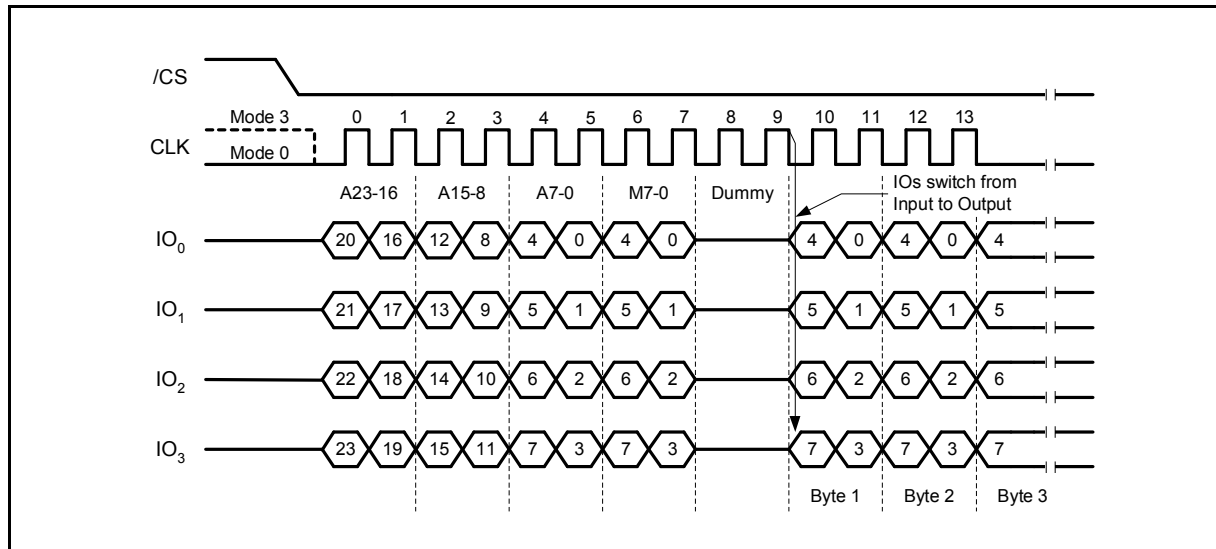 /CS
Mode 3 0 1 2 3 4 5 6 7 8 9 10 11 12 13
CLK
Mode 0
A23-16 A15-8 A7-0 M7-0 Dummy IOs switch from
Input to Output
IO0 20 16 12 8 4 0 4 0 4 0 4 0 4
IO1 21 17 13 9 5 1 5 1 5 1 5 1 5
IO2 22 18 14 10 6 2 6 2 6 2 6 2 6
IO3 23 19 15 11 7 3 7 3 7 3 7 3 7
Byte 1 Byte 2 Byte 3